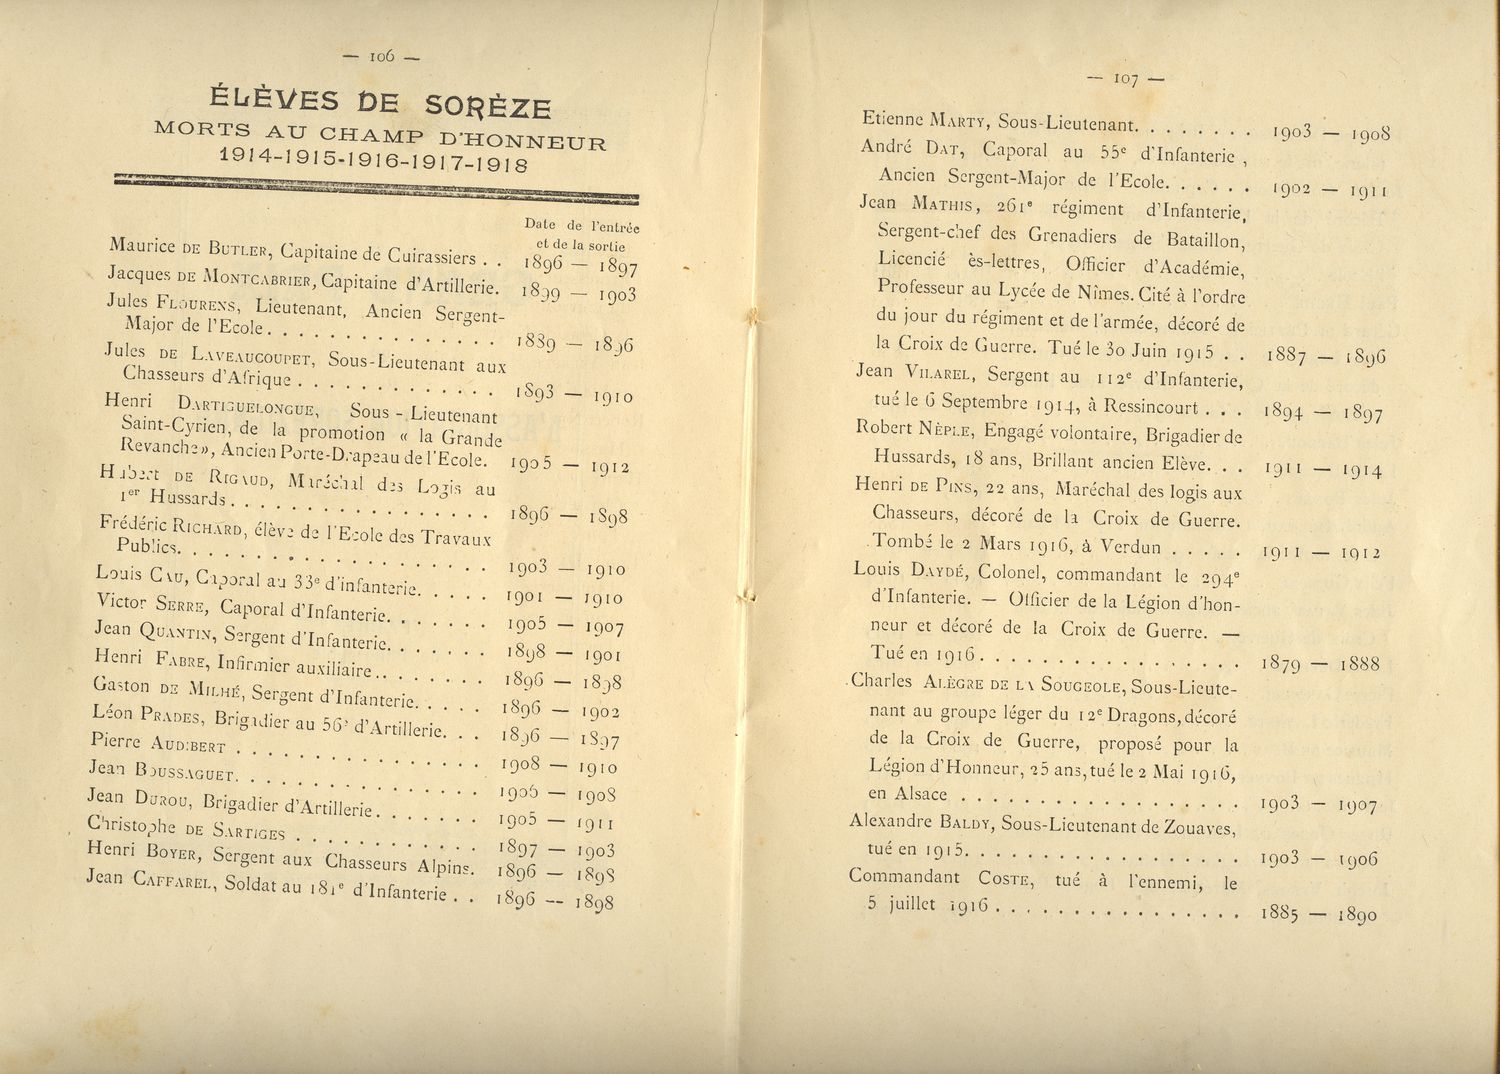 — 106 —
ÉLÈVES DE SORÈZE
MORTS AU CHAMP D'HONNEUR
1914-1915-1916-1917-1918
Date de l'entrée
et de la sortie
Maurice DE BUTLER, Capitaine de Cuirassiers . . 1896 — 1897
Jacques DE MONTCABRIER, Capitaine d'Artillerie. 1899 — 1903
Jules FLOURENS, Lieutenant, Ancien Sergent-
Major de l'Ecole. . . . . . . . . . . . . . . 1889 — 1896
Jules DE LAVEAUCOUPET, Sous-Lieutenant aux
Chasseurs d'Afrique . . . . . . . . . . . . . 1893 — 1910
Henri DARTIGUELONGUE, Sous-Lieutenant
Saint-Cyrien, de la promotion « la Grande
Revanche», Ancien Porte-Drapeau de l'Ecole. 1905 — 1912
Hubert DE RIGAUD, Maréchal des Logis au
1er Hussards . . . . . . . . . . . . . . . . . 1896 — 1898
Frédéric RICHARD, élève de l'Ecole des Travaux
Publics. . . . . . . . . . . . . . . . . . . . 1903 — 1910
Louis CAU, Caporal au 33e d'infanterie. . . . . 1901 — 1910
Victor SERRE, Caporal d'Infanterie. . . . . . . 1905 — 1907
Jean QUANTIN, Sergent d'Infanterie. . . . . . . 1898 — 1901
Henri FABRE, Infirmier auxiliaire . . . . . . . 1896 — 1898
Gaston DE MILHÉ, Sergent d'Infanterie. . . . . 1896 — 1902
Léon PRADES, Brigadier au 56e d'Artillerie. . . 1896 — 1897
Pierre AUDIBERT . . . . . . . . . . . . . . . 1908 — 1910
Jean BOUSSAGUET. . . . . . . . . . . . . . . . 1906 — 1908
Jean DUROU, Brigadier d'Artillerie. . . . . . . 1905 — 1911
Christophe DE SARTIGES . . . . . . . . . . . . 1897 — 1903
Henri BOYER, Sergent aux Chasseurs Alpins. 1896 — 1898
Jean CAFFAREL, Soldat au 181e d'Infanterie . . 1896 — 1898
— 107 —
Etienne MARTY, Sous-Lieutenant. . . . . . . . 1903 — 1908
André DAT, Caporal au 55e d'Infanterie ,
Ancien Sergent-Major de l'Ecole. . . . . . 1902 — 1911
Jean MATHIS, 261e régiment d'Infanterie,
Sergent-chef des Grenadiers de Bataillon,
Licencié ès-lettres, Officier d'Académie,
Professeur au Lycée de Nîmes. Cité à l'ordre
du jour du régiment et de l'armée, décoré de
la Croix de Guerre. Tué le 30 Juin 1915 . . 1887 — 1896
Jean VILAREL, Sergent au 112e d'Infanterie,
tué le 6 Septembre 1914, à Ressincourt . . . 1894 — 1897
Robert NÈPLE, Engagé volontaire, Brigadier de
Hussards, 18 ans, Brillant ancien Elève. . . 1911 — 1914
Henri DE PINS, 22 ans, Maréchal des logis aux
Chasseurs, décoré de la Croix de Guerre.
Tombé le 2 Mars 1916, à Verdun . . . . . 1911 — 1912
Louis DAYDÉ, Colonel, commandant le 294e
d'Infanterie. — Officier de la Légion d'hon-
neur et décoré de la Croix de Guerre. —
Tué en 1916. . . . . . . . . . . . . . . . 1879 — 1888
Charles ALÈGRE DE LA SOUGEOLE, Sous-Lieute-
nant au groupe léger du 12e Dragons, décoré
de la Croix de Guerre, proposé pour la
Légion d'Honneur, 25 ans, tué le 2 Mai 1916,
en Alsace . . . . . . . . . . . . . . . . . 1903 — 1907
Alexandre BALDY, Sous-Lieutenant de Zouaves,
tué en 1915. . . . . . . . . . . . . . . . . 1903 — 1906
Commandant COSTE, tué à l'ennemi, le
5 juillet 1916 . . . . . . . . . . . . . . . 1885 — 1890